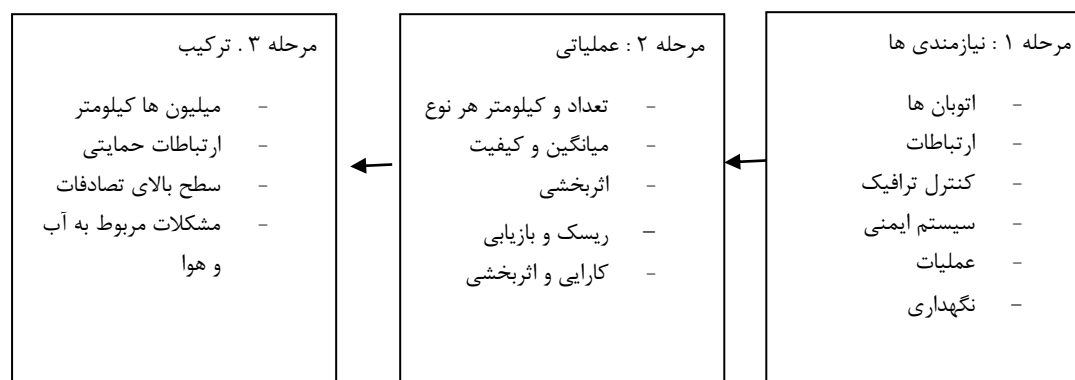 مرحله ۱ : نیازمندی ها
- اتوبان ها
- ارتباطات
- کنترل ترافیک
- سیستم ایمنی
- عملیات
- نگهداری
مرحله ۲ : عملیاتی
- تعداد و کیلومتر هر نوع
- میانگین و کیفیت
- اثربخشی
- ریسک و بازیابی
- کارایی و اثربخشی
مرحله ۳ . ترکیب
- میلیون ها کیلومتر
- ارتباطات حمایتی
- سطح بالای تصادفات
- مشکلات مربوط به آب
و هوا